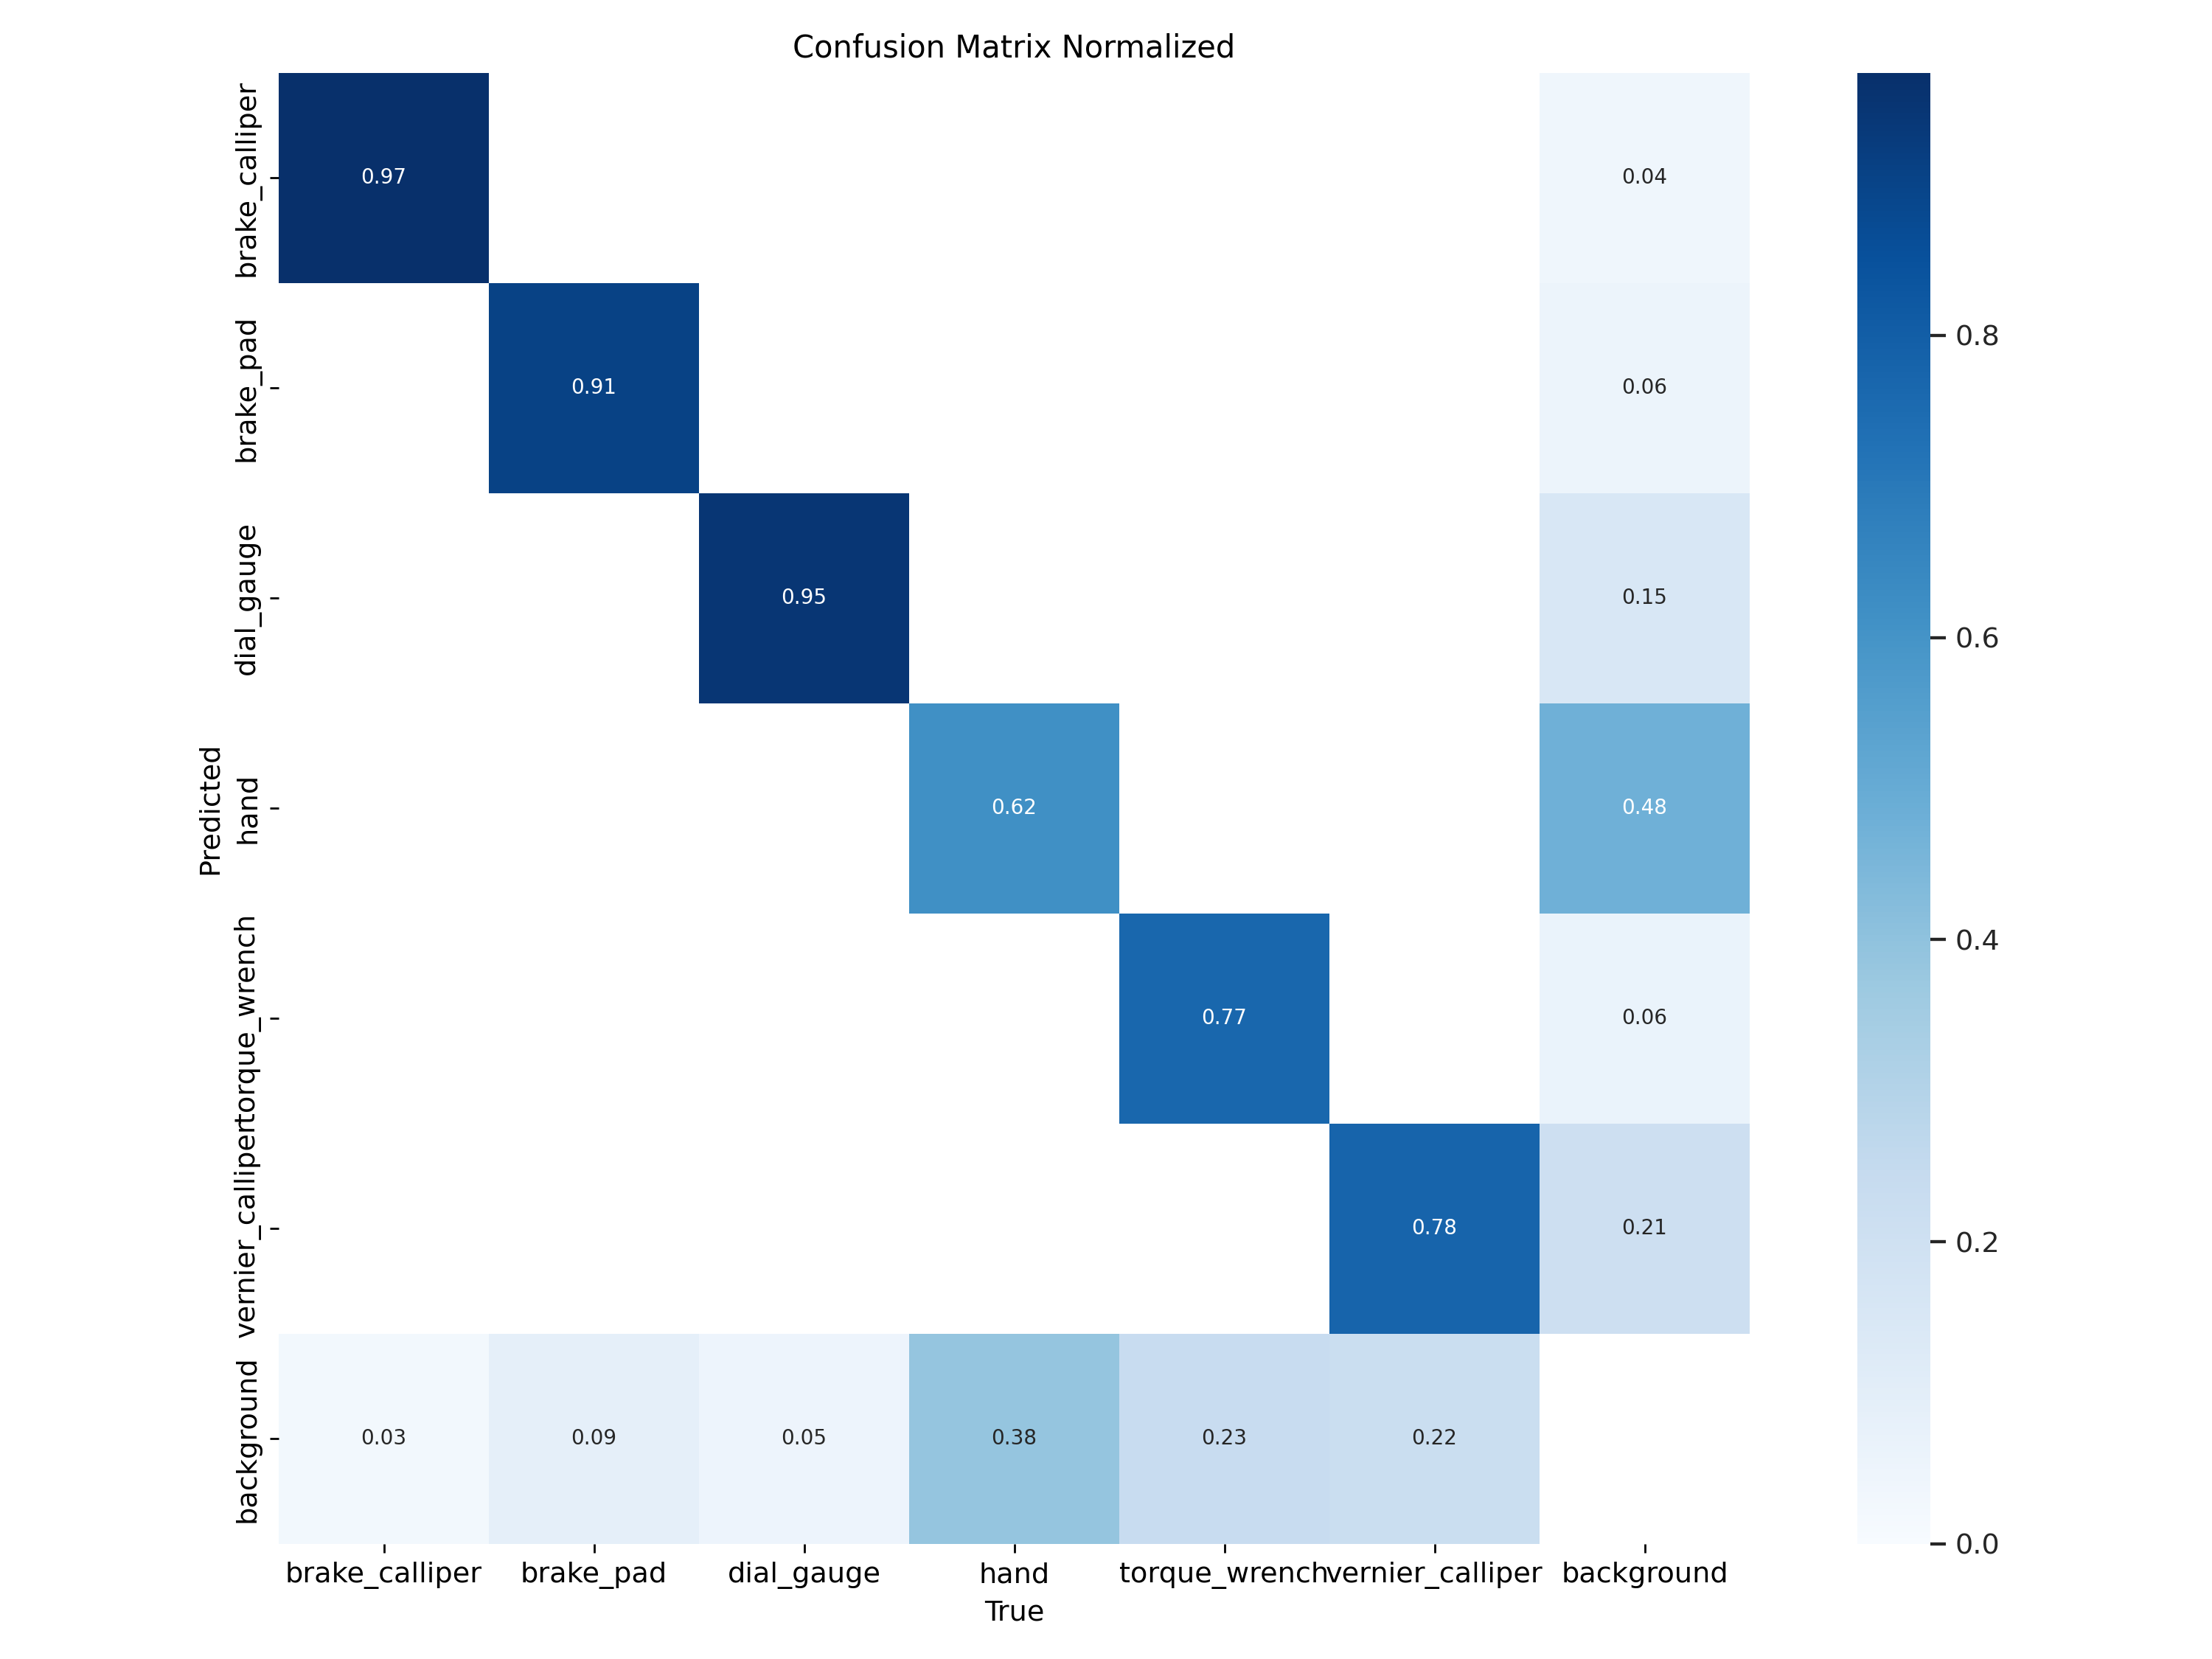 Confusion Matrix Normalized
brake_calliper
0.97
0.04
brake_pad
0.91
0.06
0.8
dial_gauge
0.95
0.15
0.6
Predicted
hand
0.62
0.48
0.4
torque_wrench
0.77
0.06
vernier_calliper
0.78
0.21
0.2
background
0.03
0.09
0.05
0.38
0.23
0.22
0.0
brake_calliper brake_pad dial_gauge hand torque_wrench vernier_calliper background
True